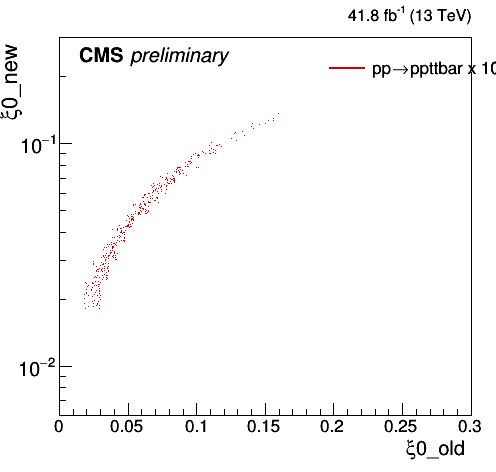 41.8 fb⁻¹ (13 TeV)
CMS preliminary
pp→ppttbar x 10
ξ0_new
10⁻¹
10⁻²
0 0.05 0.1 0.15 0.2 0.25 0.3
ξ0_old